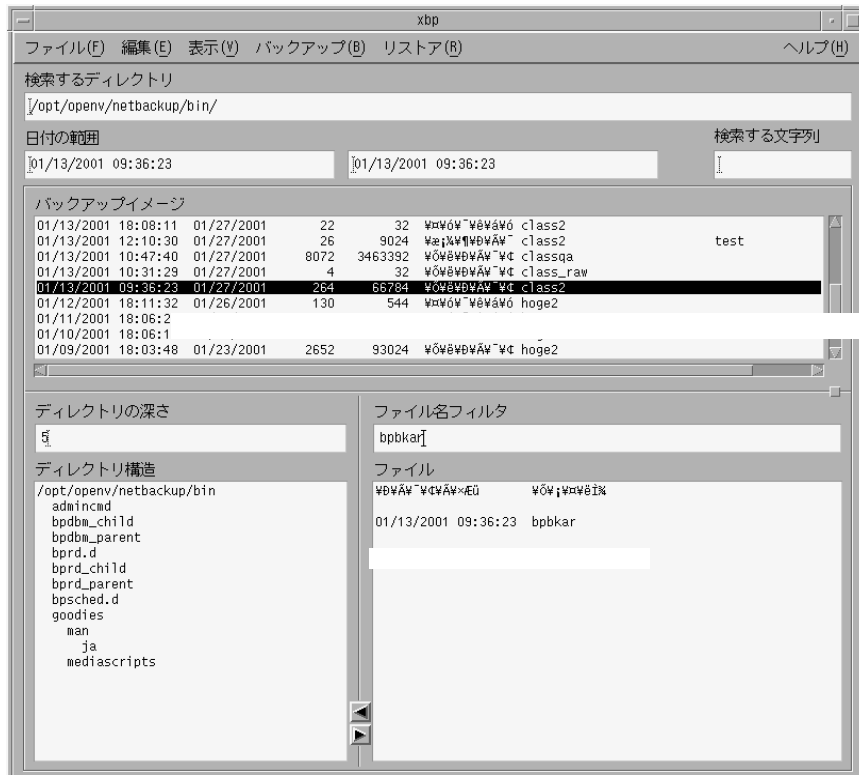 xbp
ファイル(F) 編集(E) 表示(V) バックアップ(B) リストア(R) ヘルプ(H)
検索するディレクトリ
/opt/openv/netbackup/bin/
日付の範囲 検索する文字列
01/13/2001 09:36:23 01/13/2001 09:36:23
バックアップイメージ
01/13/2001 18:08:11 01/27/2001 22 32 ¥¤¥ó¥¯¥ê¥á¥ó class2
01/13/2001 12:10:30 01/27/2001 26 9024 ¥æ¡¼¥¶¥Ð¥Ã¥¯ class2 test
01/13/2001 10:47:40 01/27/2001 8072 3463392 ¥Õ¥ë¥Ð¥Ã¥¯¥¢ classqa
01/13/2001 10:31:29 01/27/2001 4 32 ¥Õ¥ë¥Ð¥Ã¥¯¥¢ class_raw
01/13/2001 09:36:23 01/27/2001 264 66784 ¥Õ¥ë¥Ð¥Ã¥¯¥¢ class2
01/12/2001 18:11:32 01/26/2001 130 544 ¥¤¥ó¥¯¥ê¥á¥ó hoge2
01/11/2001 18:06:2
01/10/2001 18:06:1
01/09/2001 18:03:48 01/23/2001 2652 93024 ¥Õ¥ë¥Ð¥Ã¥¯¥¢ hoge2
ディレクトリの深さ
5
ディレクトリ構造
/opt/openv/netbackup/bin
admincmd
bpdbm_child
bpdbm_parent
bprd.d
bprd_child
bprd_parent
bpsched.d
goodies
man
ja
mediascripts
ファイル名フィルタ
bpbkar
ファイル
¥Ð¥Ã¥¯¥¢¥Ã¥×Æü ¥Õ¥¡¥¤¥ëÌ¾
01/13/2001 09:36:23 bpbkar